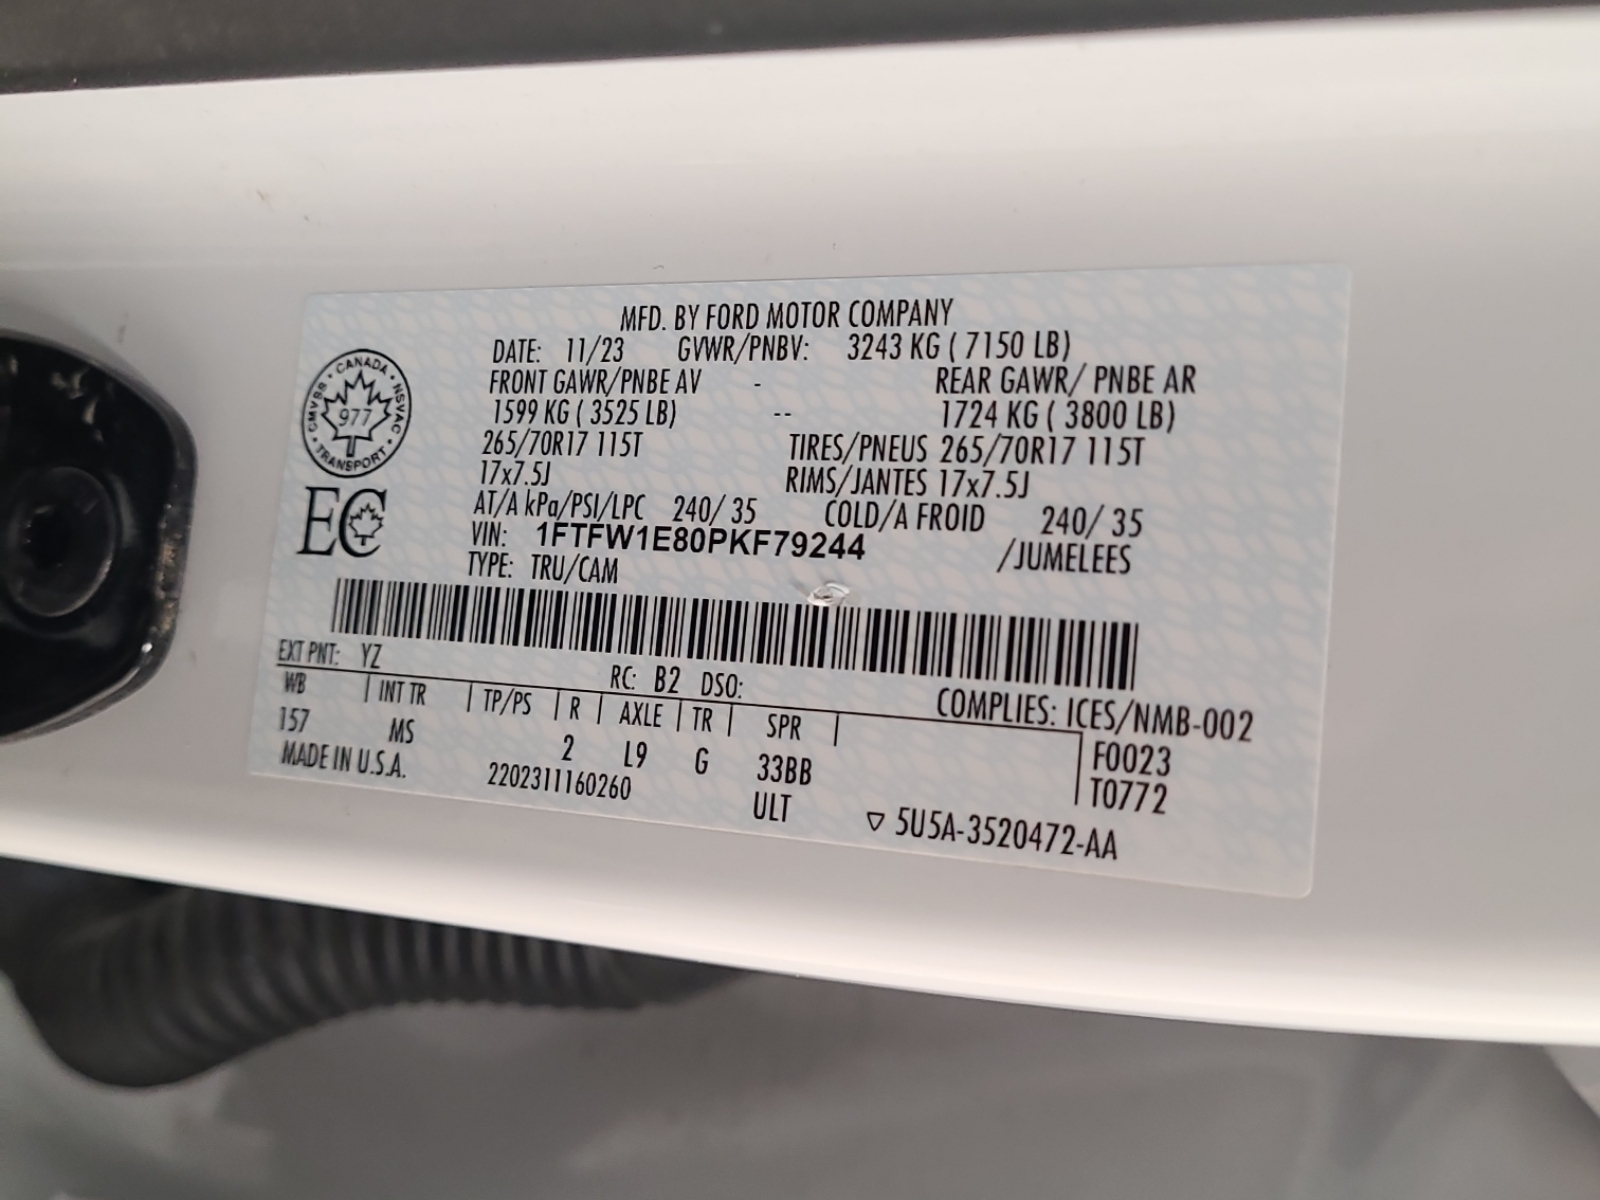 MFD. BY FORD MOTOR COMPANY
DATE: 11/23 GVWR/PNBV: 3243 KG ( 7150 LB)
FRONT GAWR/PNBE AV - REAR GAWR/ PNBE AR
1599 KG ( 3525 LB) -- 1724 KG ( 3800 LB)
265/70R17 115T TIRES/PNEUS 265/70R17 115T
17x7.5J RIMS/JANTES 17x7.5J
AT/A kPa/PSI/LPC 240/ 35 COLD/A FROID 240/ 35
VIN: 1FTFW1E80PKF79244 /JUMELEES
TYPE: TRU/CAM
CANADA · NSVAC · TRANSPORT · CMVSS
977
EC
EXT PNT: YZ RC: B2 DSO:
COMPLIES: ICES/NMB-002
WB | INT TR | TP/PS | R | AXLE | TR | SPR |
157 MS 2 L9 G 33BB F0023
MADE IN U.S.A. 2202311160260 ULT T0772
▽ 5U5A-3520472-AA